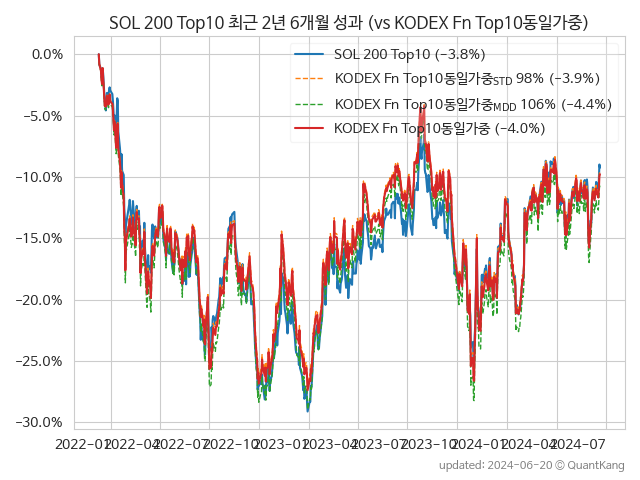 SOL 200 Top10 최근 2년 6개월 성과 (vs KODEX Fn Top10동일가중)
0.0%
−5.0%
−10.0%
−15.0%
−20.0%
−25.0%
−30.0%
SOL 200 Top10 (−3.8%)
KODEX Fn Top10동일가중STD 98% (−3.9%)
KODEX Fn Top10동일가중MDD 106% (−4.4%)
KODEX Fn Top10동일가중 (−4.0%)
2022-01 2022-04 2022-07 2022-10 2023-01 2023-04 2023-07 2023-10 2024-01 2024-04 2024-07
updated: 2024-06-20 © QuantKang